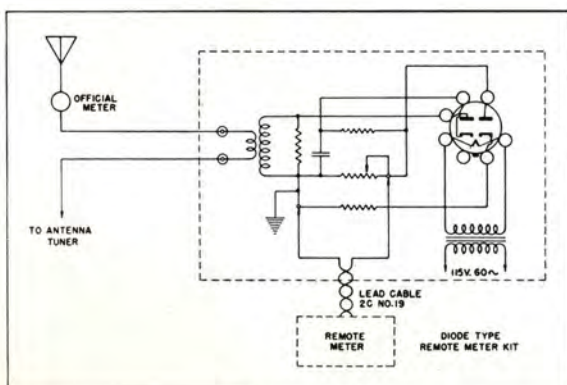 OFFICIAL
METER
TO ANTENNA
TUNER
115V. 60~
LEAD CABLE
2C NO.19
REMOTE
METER
DIODE TYPE
REMOTE METER KIT